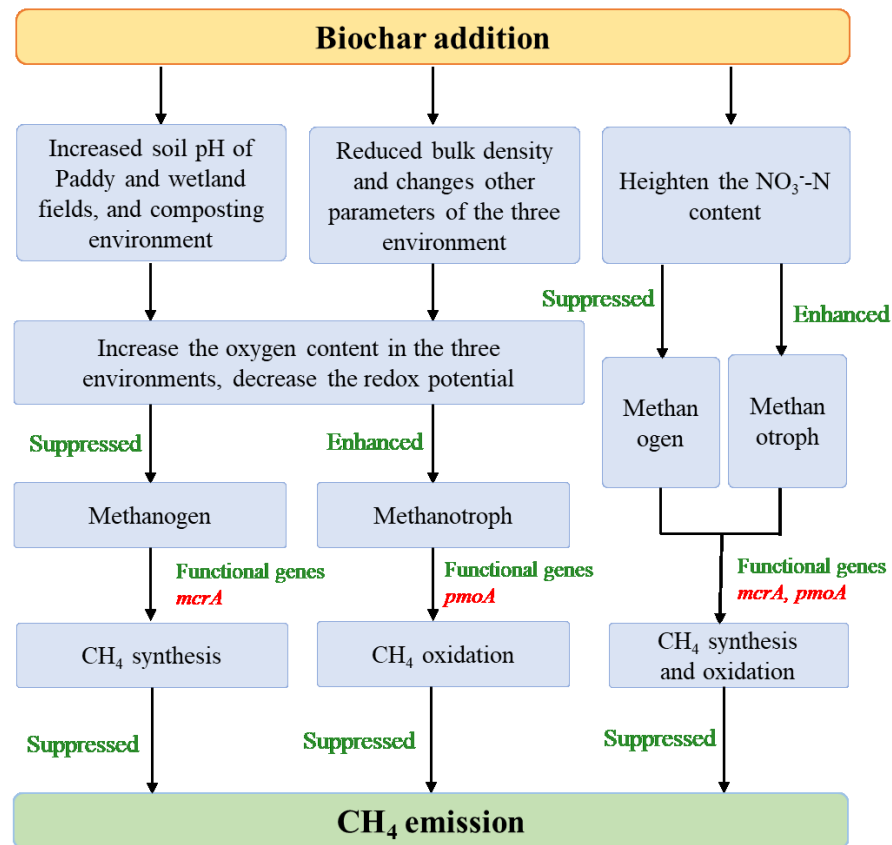 Biochar addition
Increased soil pH of
Paddy and wetland
fields, and composting
environment
Reduced bulk density
and changes other
parameters of the three
environment
Heighten the NO₃⁻-N
content
Suppressed
Enhanced
Increase the oxygen content in the three
environments, decrease the redox potential
Methan
ogen
Methan
otroph
Suppressed
Enhanced
Methanogen
Methanotroph
Functional genes
mcrA
Functional genes
pmoA
Functional genes
mcrA, pmoA
CH₄ synthesis
CH₄ oxidation
CH₄ synthesis
and oxidation
Suppressed
Suppressed
Suppressed
CH₄ emission